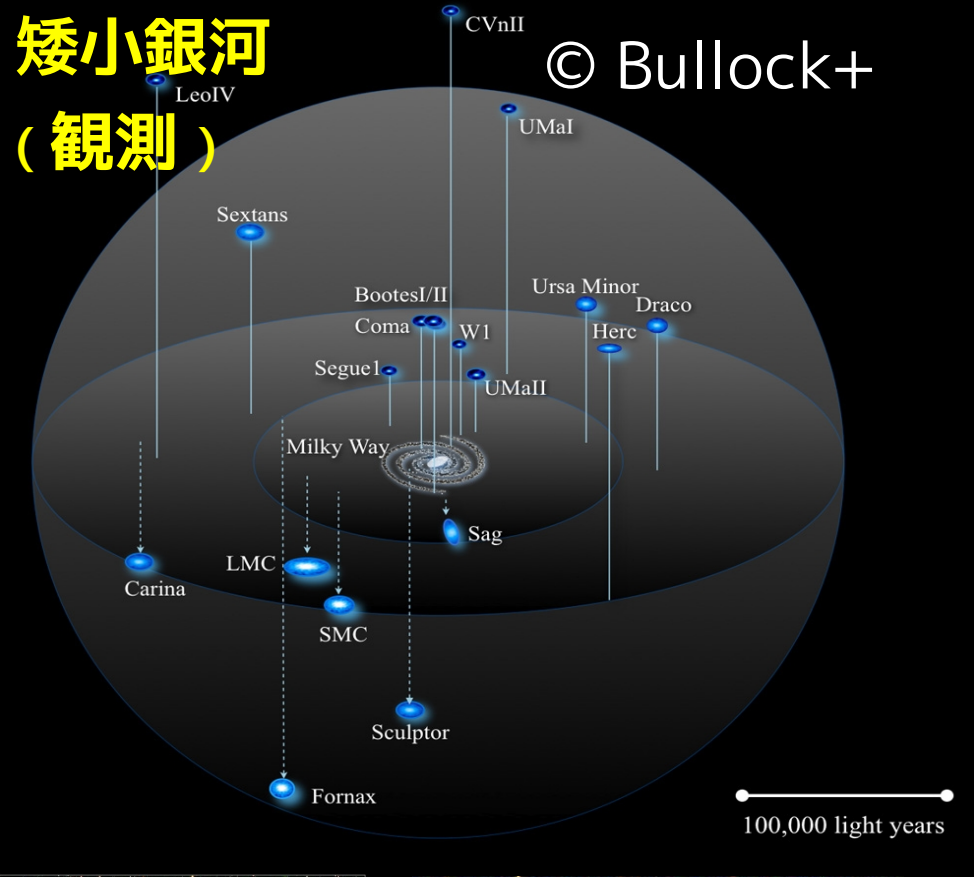 矮小銀河
（観測）
© Bullock+
CVnII
LeoIV
UMaI
Sextans
Ursa Minor
BootesI/II
Draco
Coma
W1
Herc
Segue1
UMaII
Milky Way
Sag
LMC
Carina
SMC
Sculptor
Fornax
100,000 light years